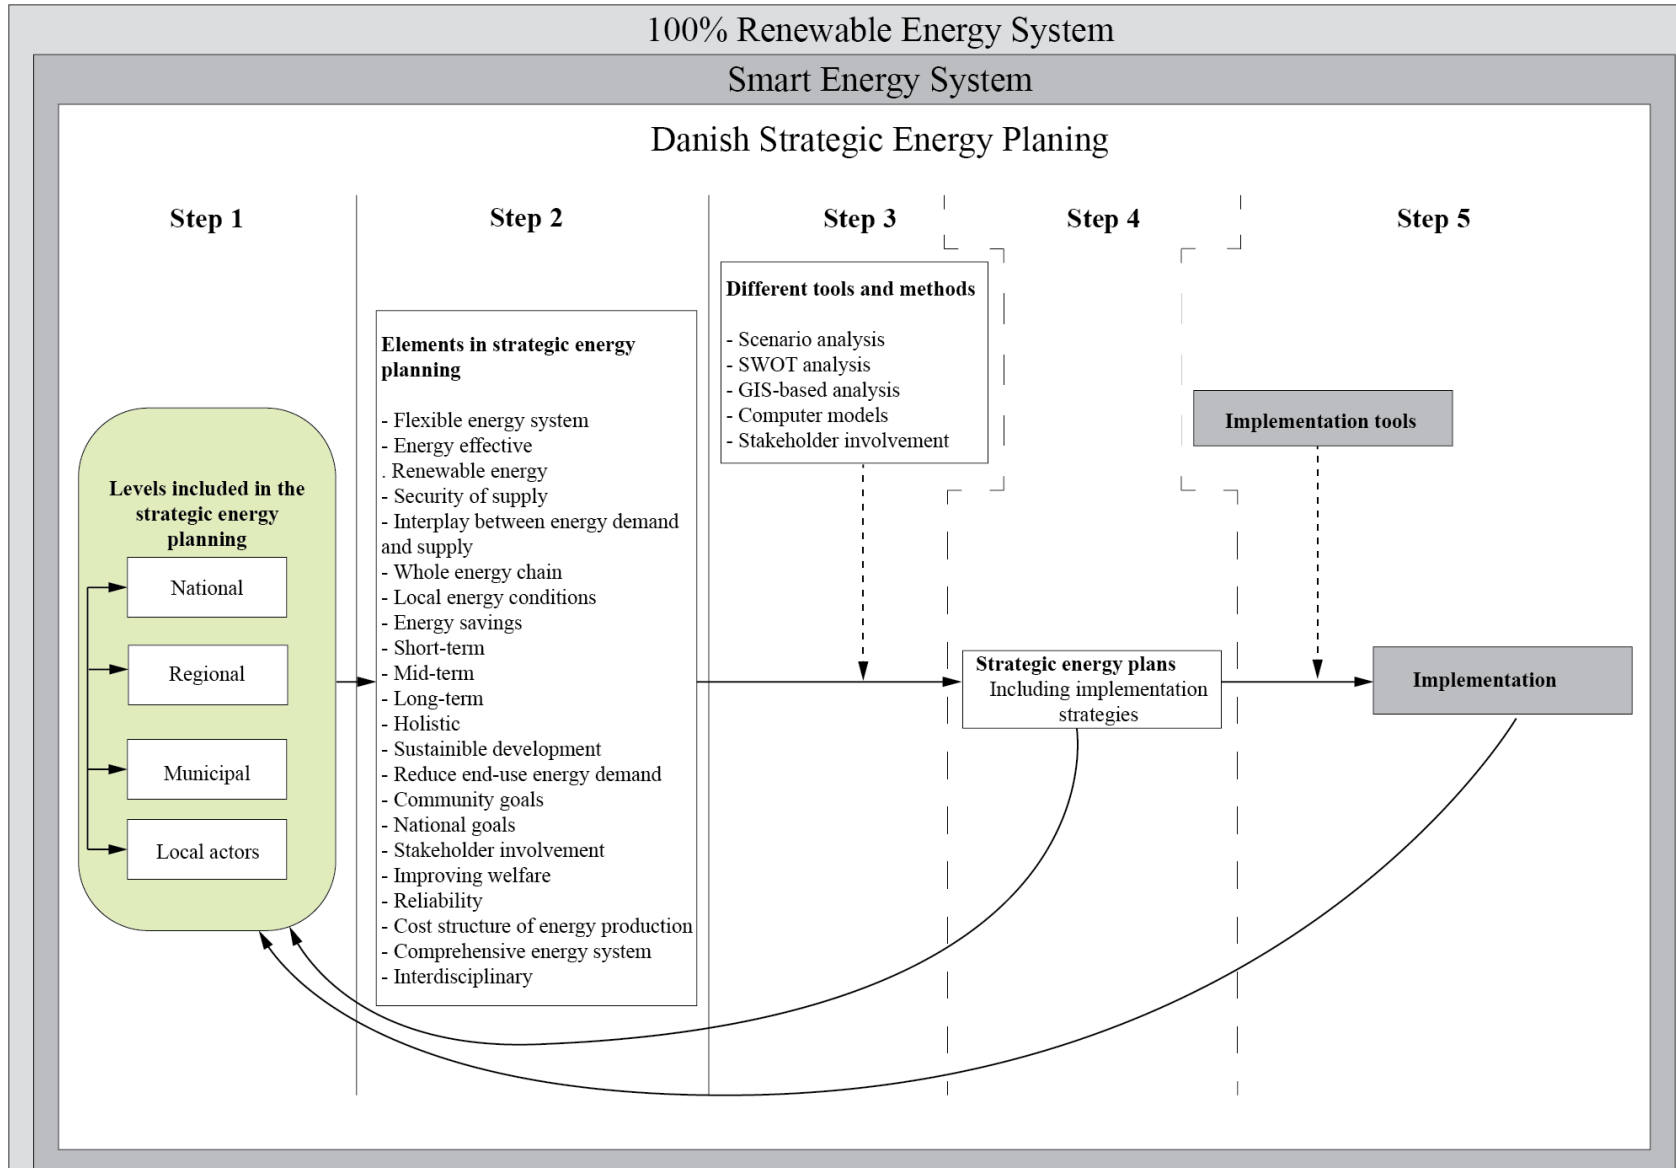 100% Renewable Energy System
Smart Energy System
Danish Strategic Energy Planing
Step 1
Step 2
Step 3
Step 4
Step 5
Levels included in the
strategic energy
planning
National
Regional
Municipal
Local actors
Elements in strategic energy
planning
- Flexible energy system
- Energy effective
. Renewable energy
- Security of supply
- Interplay between energy demand
and supply
- Whole energy chain
- Local energy conditions
- Energy savings
- Short-term
- Mid-term
- Long-term
- Holistic
- Sustainible development
- Reduce end-use energy demand
- Community goals
- National goals
- Stakeholder involvement
- Improving welfare
- Reliability
- Cost structure of energy production
- Comprehensive energy system
- Interdisciplinary
Different tools and methods
- Scenario analysis
- SWOT analysis
- GIS-based analysis
- Computer models
- Stakeholder involvement
Strategic energy plans
Including implementation
strategies
Implementation tools
Implementation